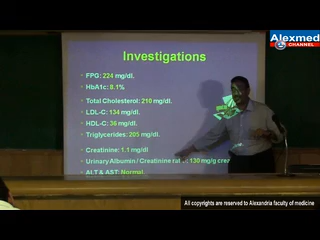 Alexmed
CHANNEL
Investigations
• FPG: 224 mg/dl.
• HbA1c: 8.1%
• Total Cholesterol: 210 mg/dl.
• LDL-C: 134 mg/dl.
• HDL-C: 36 mg/dl.
• Triglycerides: 205 mg/dl.
• Creatinine: 1.1 mg/dl
• Urinary Albumin / Creatinine ratio: 130 mg/g
• ALT & AST: Normal.
All copyrights are reserved to Alexandria faculty of medicine